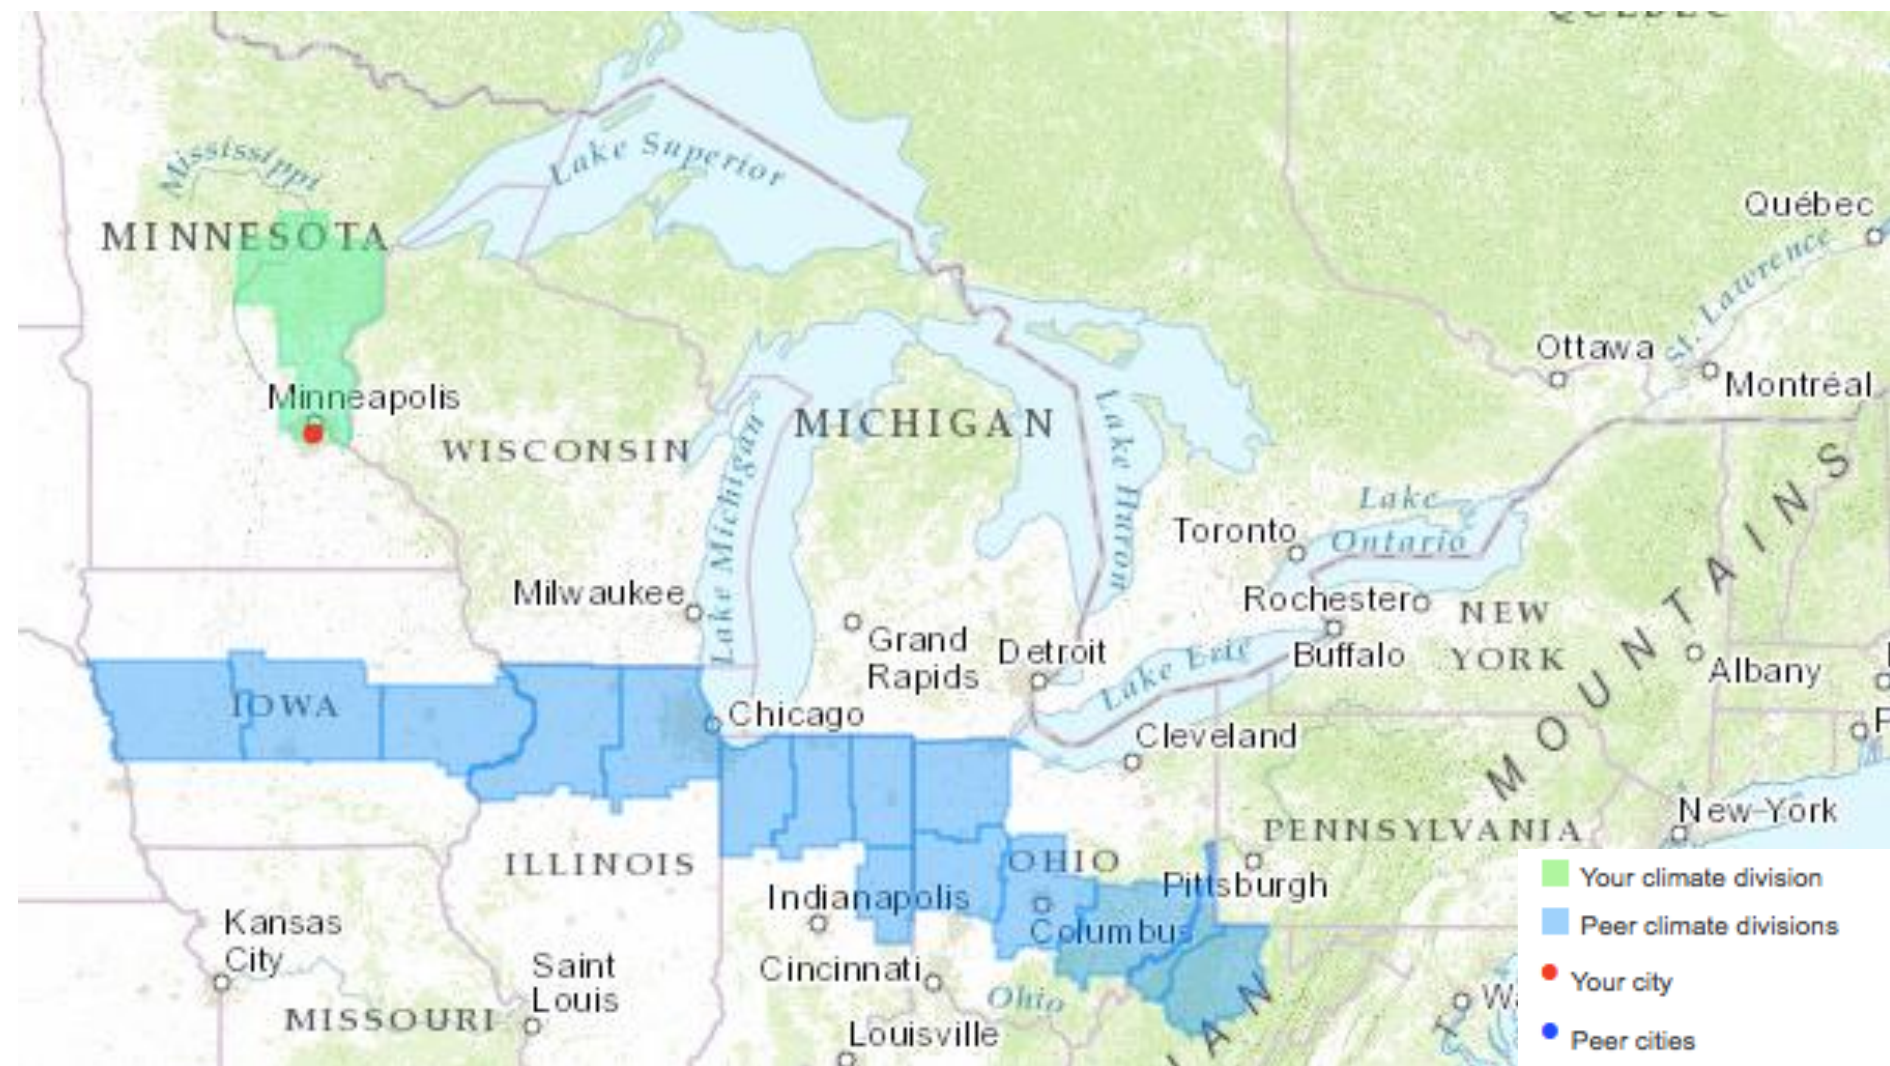 Mississippi
Lake Superior
MINNESOTA
Québec
St. Lawrence
Ottawa
Montréal
Minneapolis
WISCONSIN
MICHIGAN
Lake Michigan
Lake Huron
Lake
Ontario
Toronto
Milwaukee
Rochester
NEW
YORK
Grand
Rapids
Detroit
Lake Erie
Buffalo
Albany
MOUNTAINS
IOWA
Chicago
Cleveland
New York
PENNSYLVANIA
ILLINOIS
OHIO
Pittsburgh
Indianapolis
Columbus
Kansas
City
Saint
Louis
Cincinnati
Ohio
MISSOURI
Louisville
Your climate division
Peer climate divisions
Your city
Peer cities